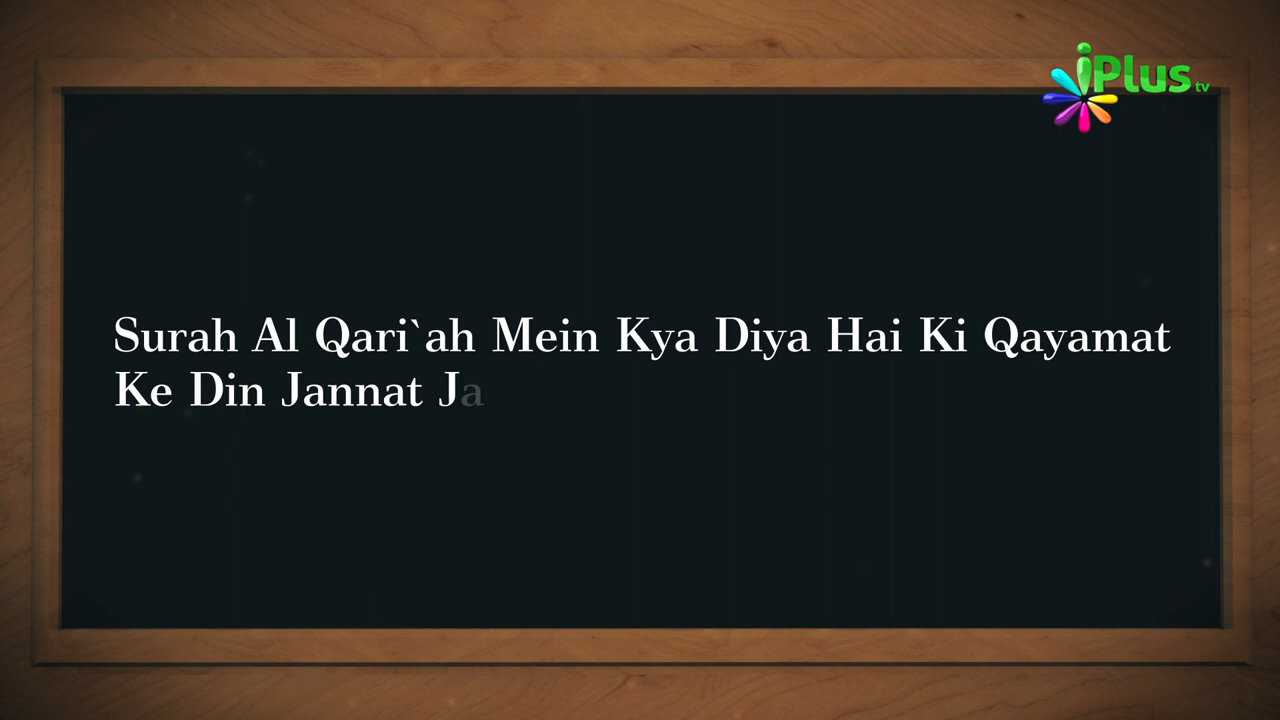 iPlus tv
Surah Al Qari`ah Mein Kya Diya Hai Ki Qayamat
Ke Din Jannat Ja